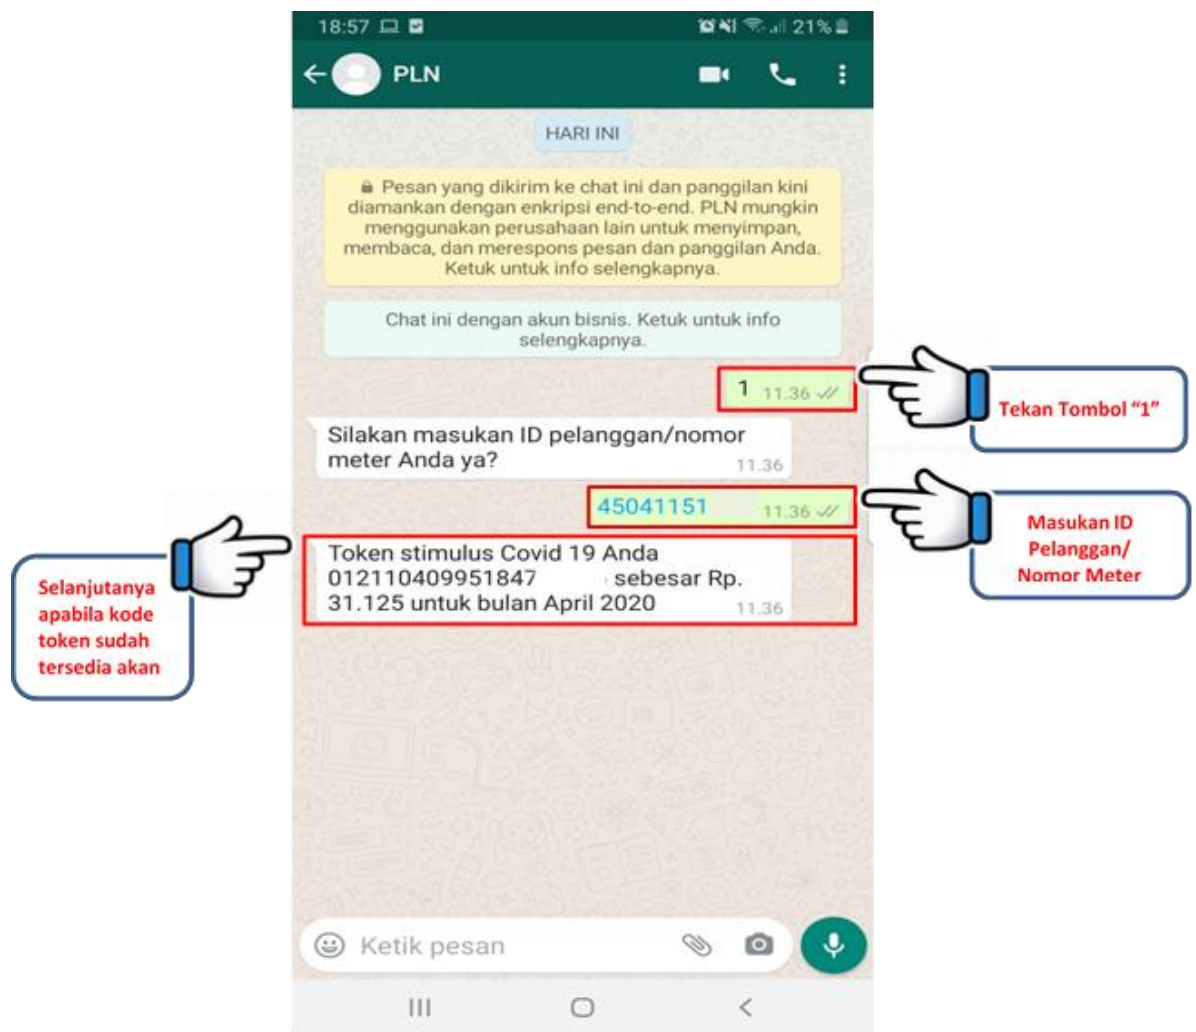 18:57
21%
PLN
HARI INI
Pesan yang dikirim ke chat ini dan panggilan kini
diamankan dengan enkripsi end-to-end. PLN mungkin
menggunakan perusahaan lain untuk menyimpan,
membaca, dan merespons pesan dan panggilan Anda.
Ketuk untuk info selengkapnya.
Chat ini dengan akun bisnis. Ketuk untuk info
selengkapnya.
1 11.36
Tekan Tombol “1”
Silakan masukan ID pelanggan/nomor
meter Anda ya?
11.36
45041151 11.36
Masukan ID
Pelanggan/
Nomor Meter
Token stimulus Covid 19 Anda
012110409951847 sebesar Rp.
31.125 untuk bulan April 2020
11.36
Selanjutanya
apabila kode
token sudah
tersedia akan
Ketik pesan